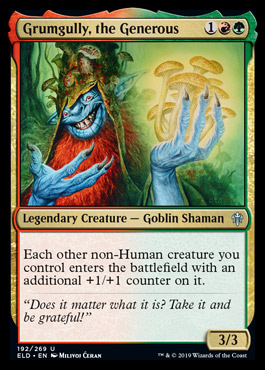 Grumgully, the Generous 1
Legendary Creature — Goblin Shaman
Each other non-Human creature you
control enters the battlefield with an
additional +1/+1 counter on it.
“Does it matter what it is? Take it and
be grateful!”
3/3
192/269 U
ELD • EN Milivoj Ćeran
™ & © 2019 Wizards of the Coast